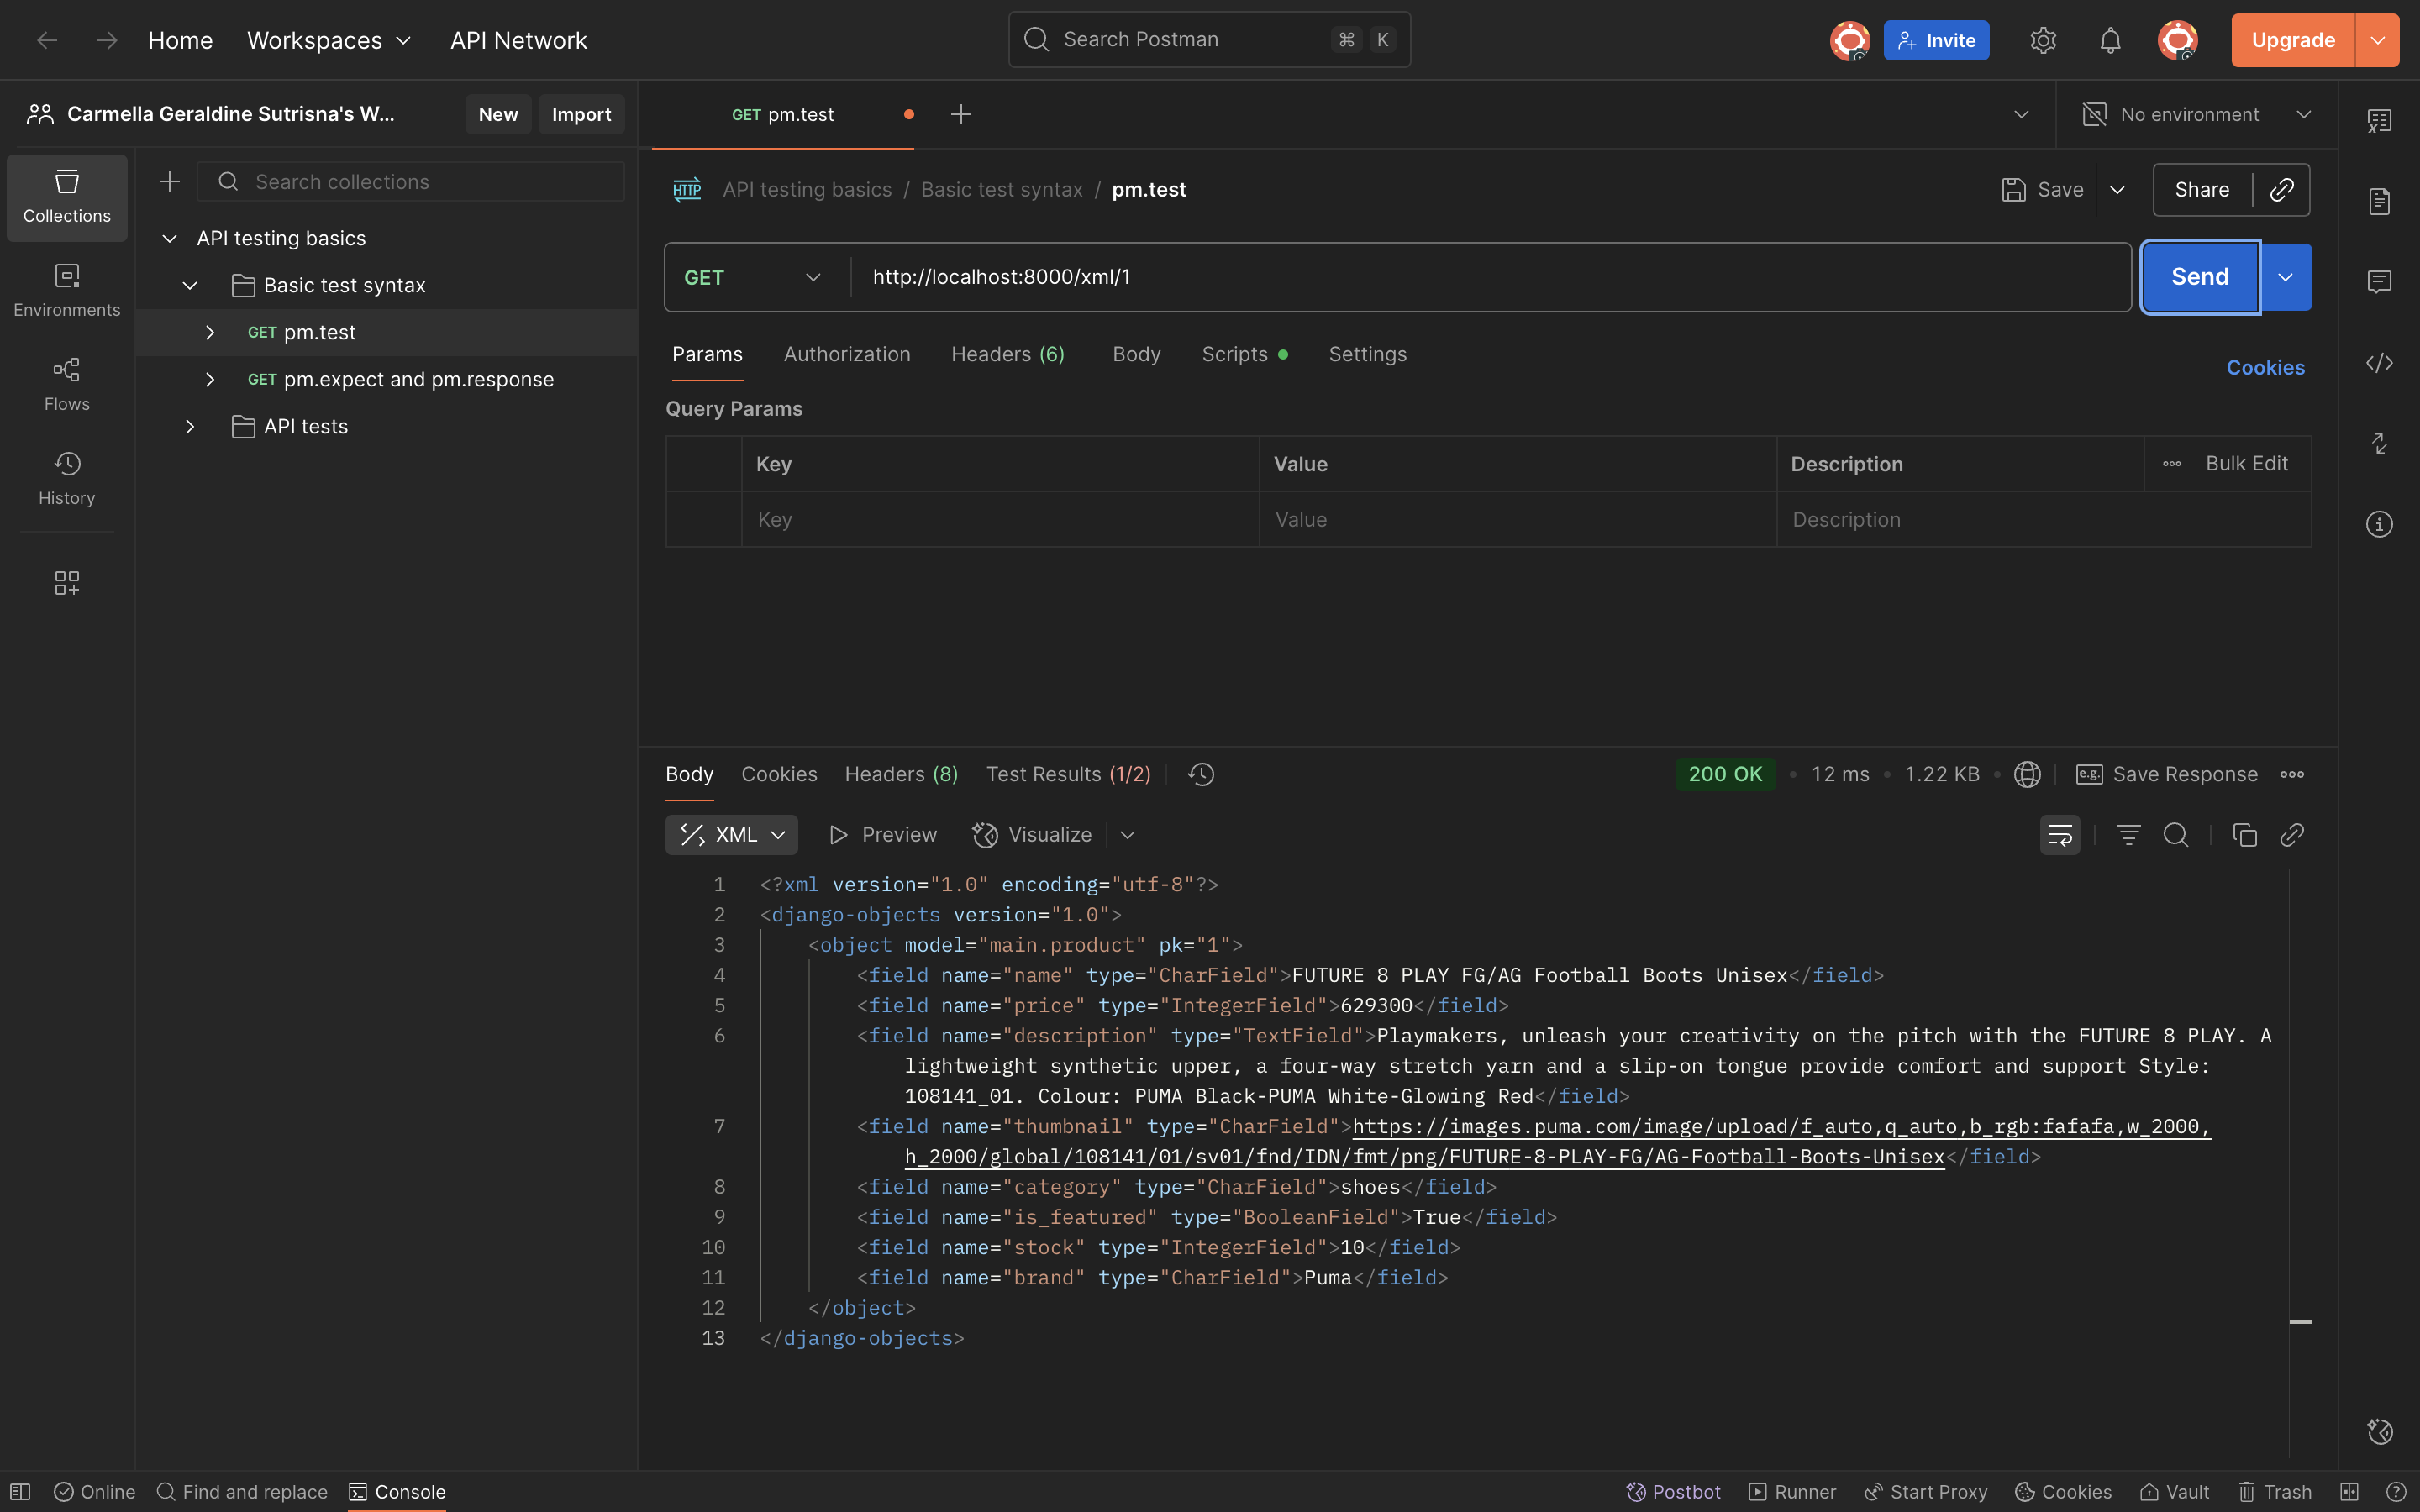 Home Workspaces API Network Search Postman ⌘ K Invite Upgrade
Carmella Geraldine Sutrisna's W... New Import GET pm.test No environment
Search collections
Collections
Environments
Flows
History
API testing basics
Basic test syntax
GET pm.test
GET pm.expect and pm.response
API tests
HTTP API testing basics / Basic test syntax / pm.test Save Share
GET http://localhost:8000/xml/1 Send
Params Authorization Headers (6) Body Scripts Settings Cookies
Query Params
Key Value Description Bulk Edit
Key Value Description
Body Cookies Headers (8) Test Results (1/2) 200 OK 12 ms 1.22 KB e.g. Save Response
XML Preview Visualize
1 <?xml version="1.0" encoding="utf-8"?>
2 <django-objects version="1.0">
3 <object model="main.product" pk="1">
4 <field name="name" type="CharField">FUTURE 8 PLAY FG/AG Football Boots Unisex</field>
5 <field name="price" type="IntegerField">629300</field>
6 <field name="description" type="TextField">Playmakers, unleash your creativity on the pitch with the FUTURE 8 PLAY. A
lightweight synthetic upper, a four-way stretch yarn and a slip-on tongue provide comfort and support Style:
108141_01. Colour: PUMA Black-PUMA White-Glowing Red</field>
7 <field name="thumbnail" type="CharField">https://images.puma.com/image/upload/f_auto,q_auto,b_rgb:fafafa,w_2000,
h_2000/global/108141/01/sv01/fnd/IDN/fmt/png/FUTURE-8-PLAY-FG/AG-Football-Boots-Unisex</field>
8 <field name="category" type="CharField">shoes</field>
9 <field name="is_featured" type="BooleanField">True</field>
10 <field name="stock" type="IntegerField">10</field>
11 <field name="brand" type="CharField">Puma</field>
12 </object>
13 </django-objects>
Online Find and replace Console Postbot Runner Start Proxy Cookies Vault Trash